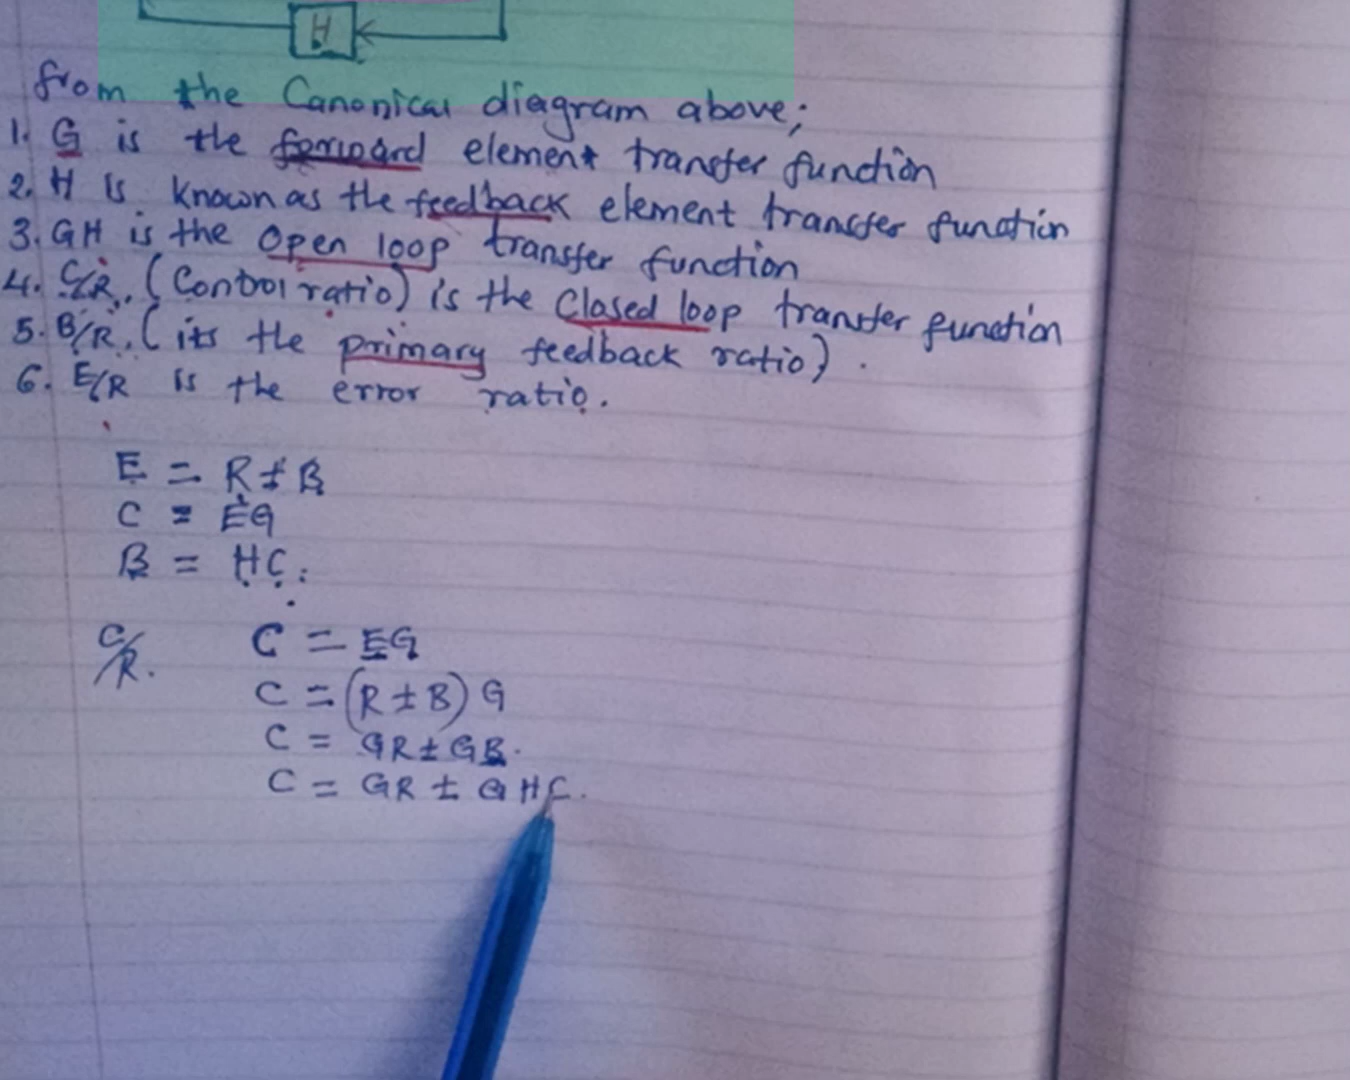 H
from the Canonical diagram above;
1. G is the forward element transfer function
2. H is known as the feedback element transfer function
3. GH is the open loop transfer function
4. C/R. (Control ratio) is the Closed loop transfer function
5. B/R. (its the primary feedback ratio).
6. E/R is the error ratio.
E = R ± B
C = EG
B = HC.
C/R. C = EG
C = (R ± B) G
C = GR ± GB.
C = GR ± GHC.